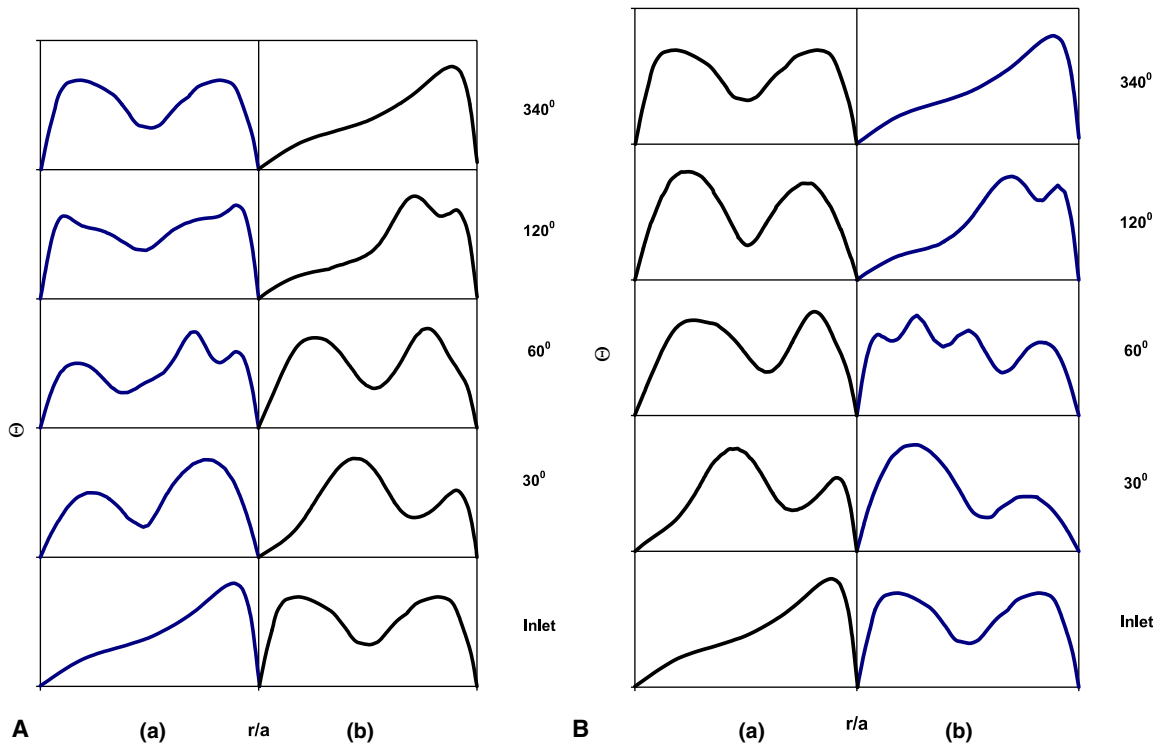 340⁰
120⁰
60⁰
Θ
30⁰
Inlet
A (a) r/a (b)
340⁰
120⁰
60⁰
Θ
30⁰
Inlet
B (a) r/a (b)